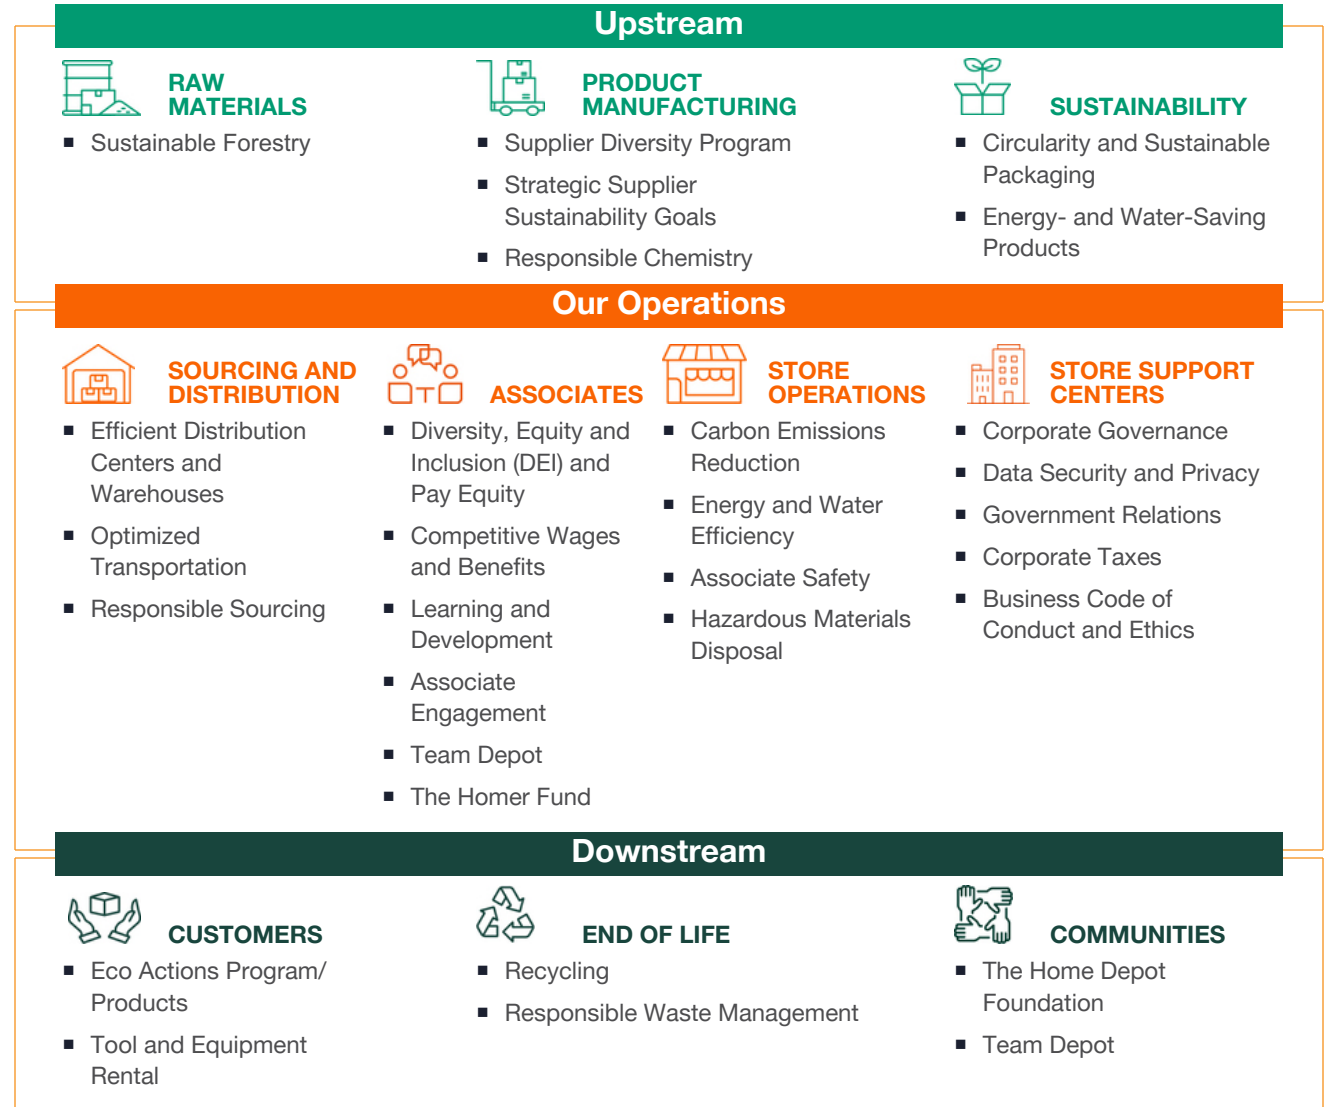 Upstream
RAW
MATERIALS
■ Sustainable Forestry
PRODUCT
MANUFACTURING
■ Supplier Diversity Program
■ Strategic Supplier
Sustainability Goals
■ Responsible Chemistry
SUSTAINABILITY
■ Circularity and Sustainable
Packaging
■ Energy- and Water-Saving
Products
Our Operations
SOURCING AND
DISTRIBUTION
■ Efficient Distribution
Centers and
Warehouses
■ Optimized
Transportation
■ Responsible Sourcing
ASSOCIATES
■ Diversity, Equity and
Inclusion (DEI) and
Pay Equity
■ Competitive Wages
and Benefits
■ Learning and
Development
■ Associate
Engagement
■ Team Depot
■ The Homer Fund
STORE
OPERATIONS
■ Carbon Emissions
Reduction
■ Energy and Water
Efficiency
■ Associate Safety
■ Hazardous Materials
Disposal
STORE SUPPORT
CENTERS
■ Corporate Governance
■ Data Security and Privacy
■ Government Relations
■ Corporate Taxes
■ Business Code of
Conduct and Ethics
Downstream
CUSTOMERS
■ Eco Actions Program/
Products
■ Tool and Equipment
Rental
END OF LIFE
■ Recycling
■ Responsible Waste Management
COMMUNITIES
■ The Home Depot
Foundation
■ Team Depot